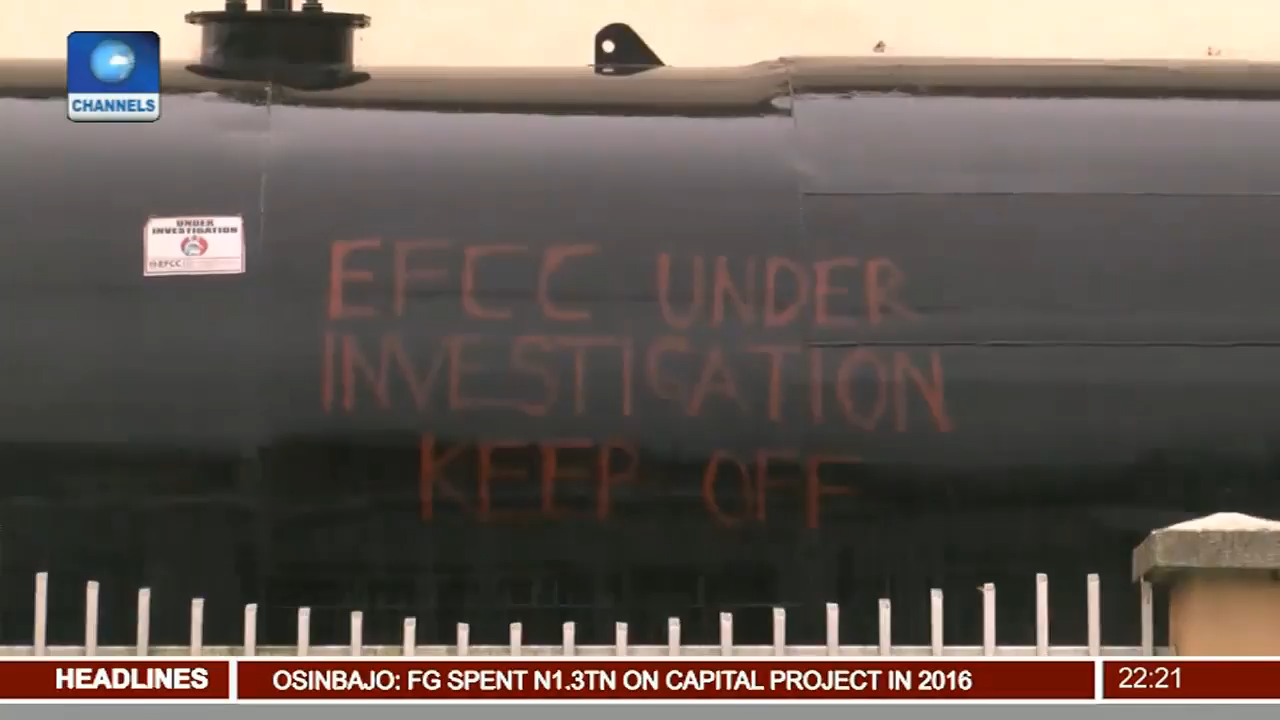 CHANNELS
UNDER
INVESTIGATION
EFCC
EFCC UNDER
INVESTIGATION
KEEP OFF
HEADLINES
OSINBAJO: FG SPENT N1.3TN ON CAPITAL PROJECT IN 2016
22:21